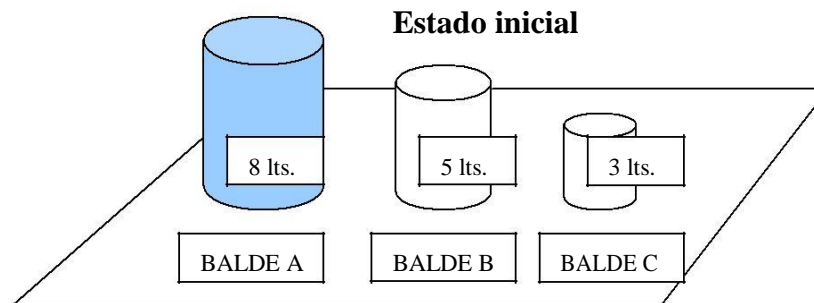 Estado inicial
8 lts.
5 lts.
3 lts.
BALDE A
BALDE B
BALDE C